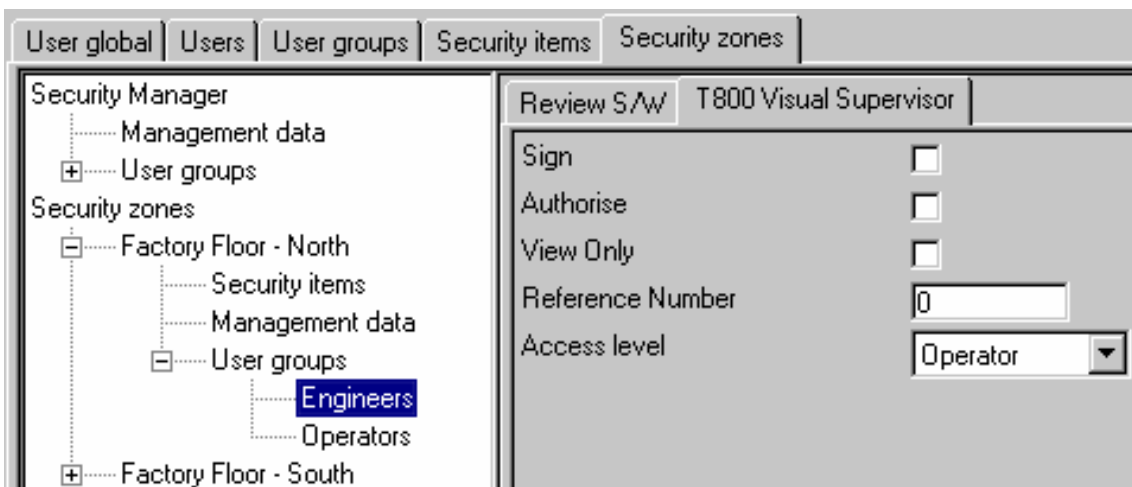 User global Users User groups Security items Security zones
Security Manager
Management data
User groups
Security zones
Factory Floor - North
Security items
Management data
User groups
Engineers
Operators
Factory Floor - South
Review S/W T800 Visual Supervisor
Sign
Authorise
View Only
Reference Number 0
Access level Operator